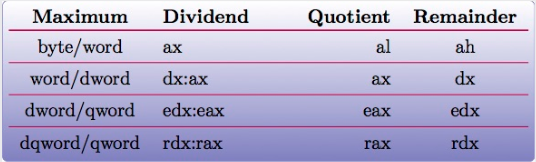 Maximum Dividend Quotient Remainder
byte/word ax al ah
word/dword dx:ax ax dx
dword/qword edx:eax eax edx
dqword/qword rdx:rax rax rdx